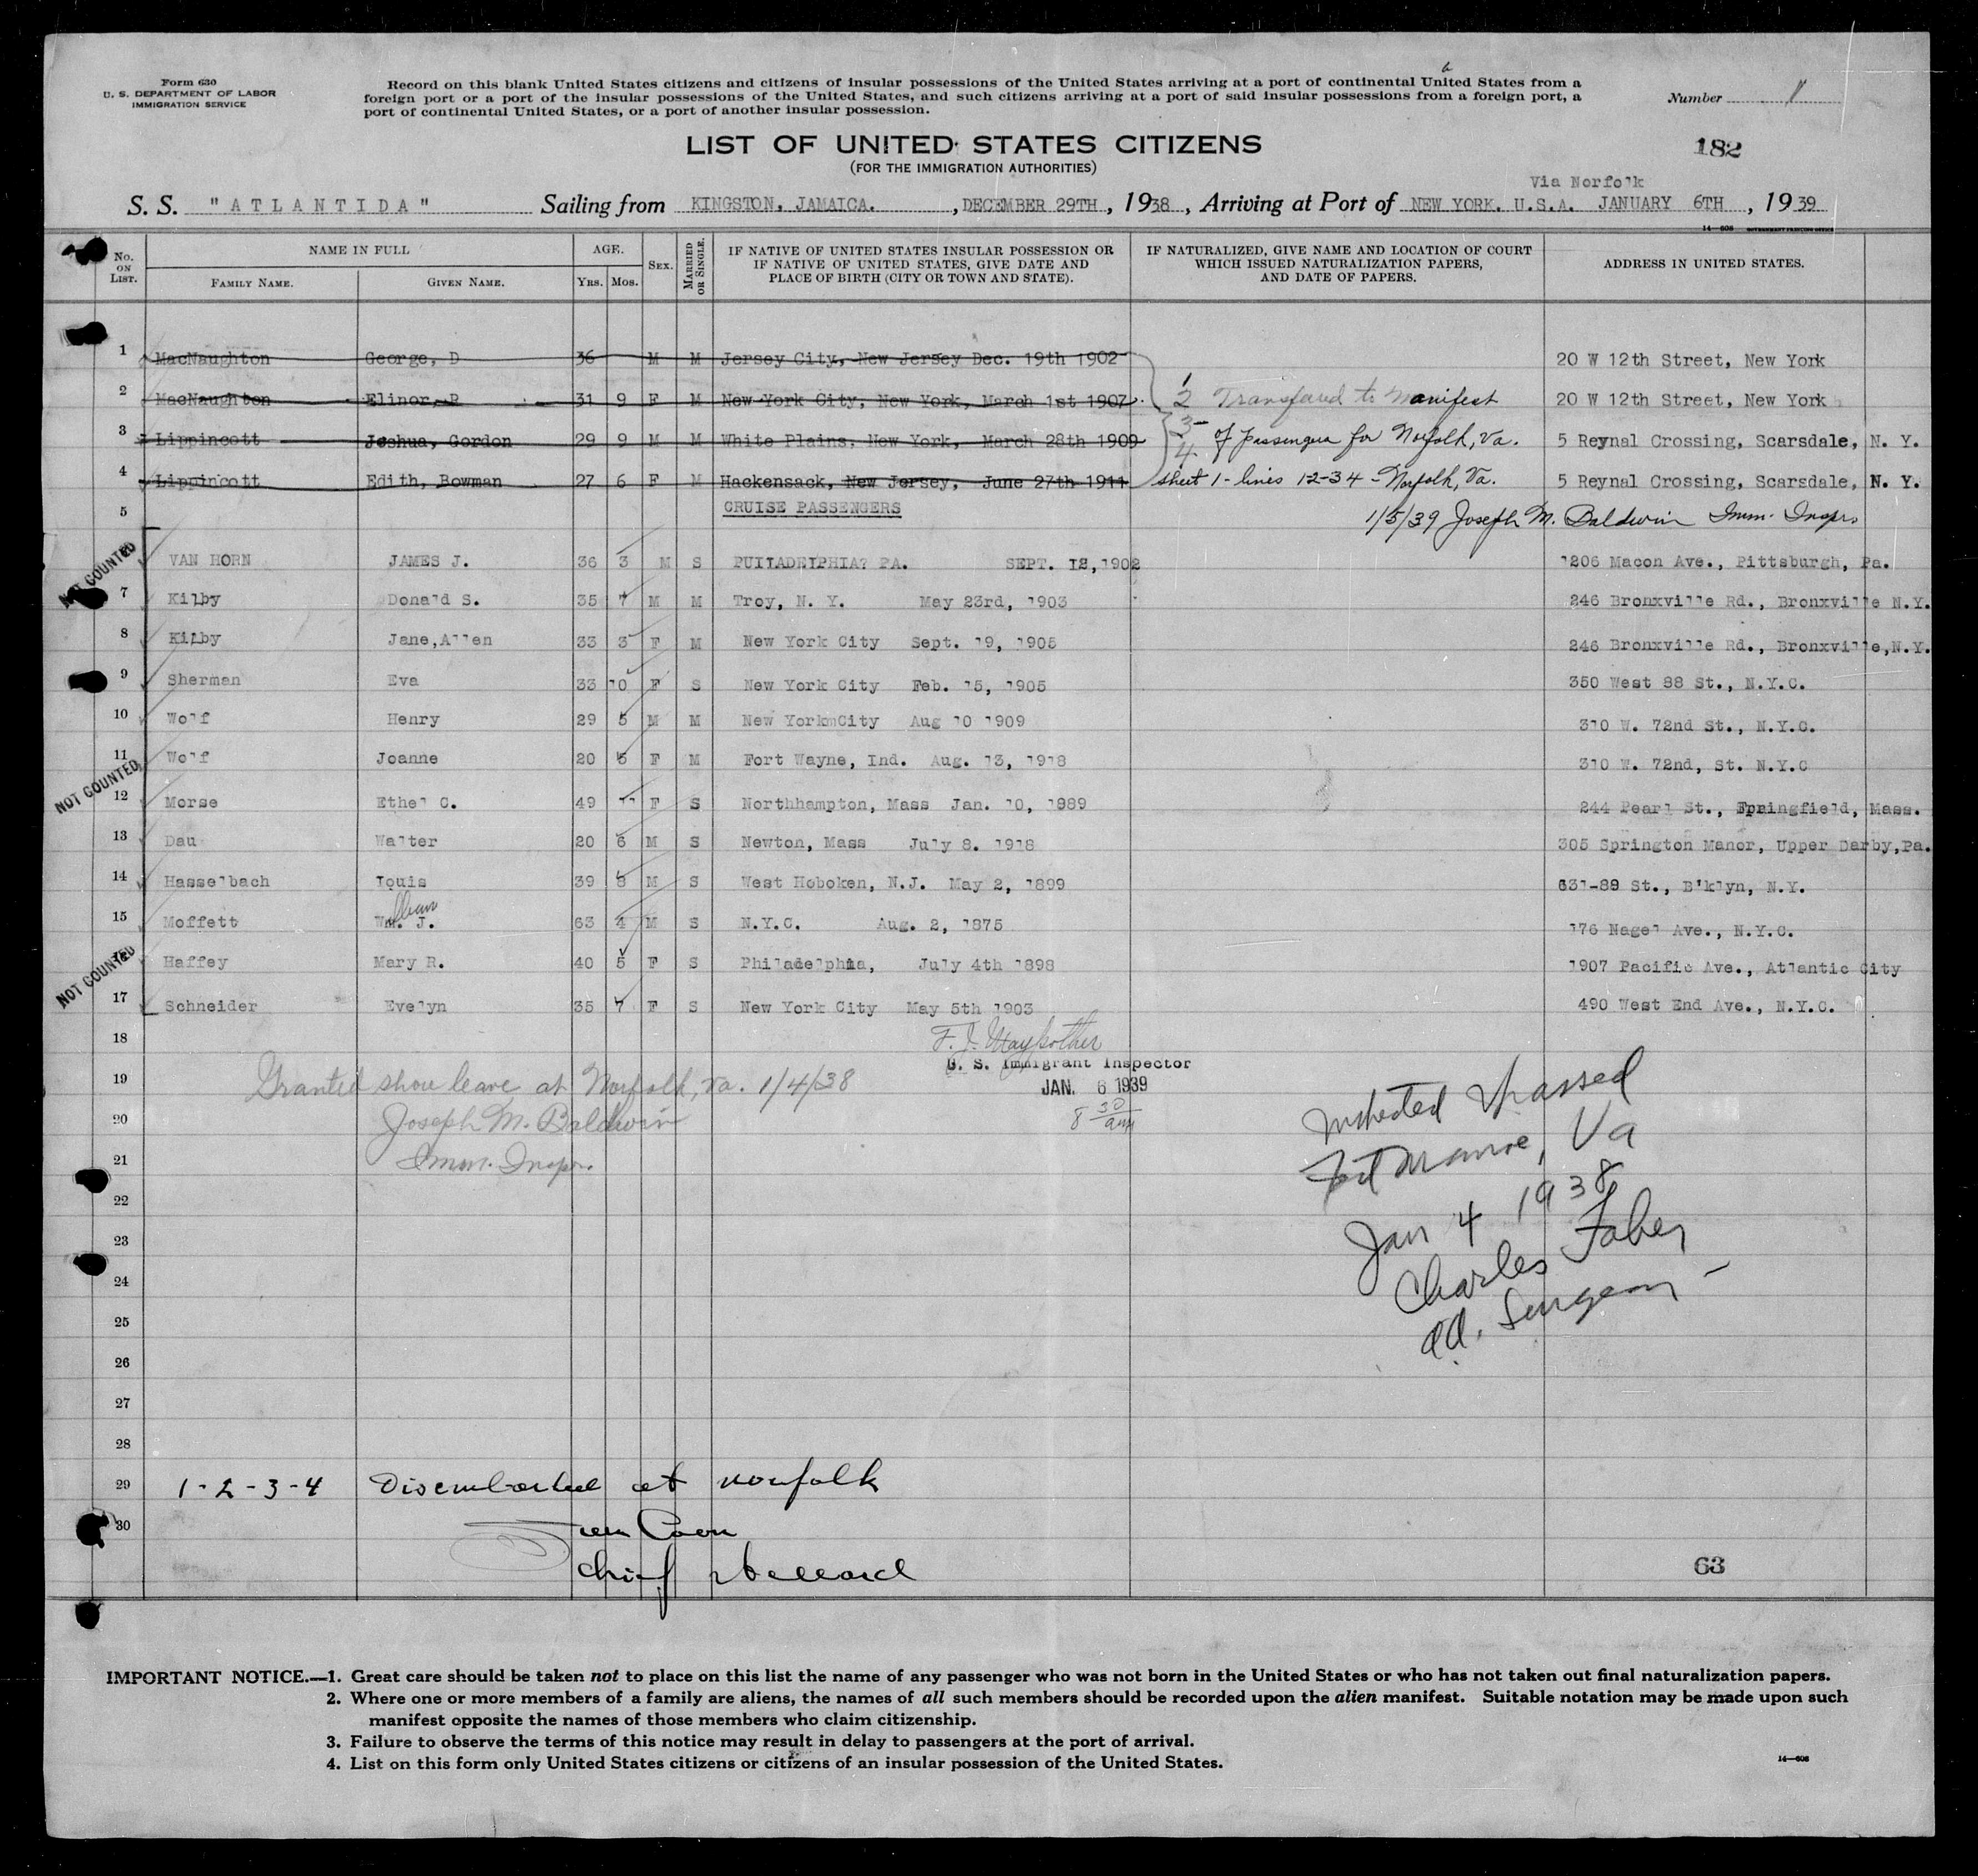 Form 630
U. S. DEPARTMENT OF LABOR
IMMIGRATION SERVICE
Record on this blank United States citizens and citizens of insular possessions of the United States arriving at a port of continental United States from a
foreign port or a port of the insular possessions of the United States, and such citizens arriving at a port of said insular possessions from a foreign port, a
port of continental United States, or a port of another insular possession.
Number 1
LIST OF UNITED STATES CITIZENS
(FOR THE IMMIGRATION AUTHORITIES)
182
Via Norfolk
S. S. "ATLANTIDA" Sailing from KINGSTON, JAMAICA. , DECEMBER 29TH , 1938 , Arriving at Port of NEW YORK. U.S.A. JANUARY 6TH , 1939
14—608 GOVERNMENT PRINTING OFFICE
No. ON LIST. NAME IN FULL AGE. SEX. MARRIED OR SINGLE. IF NATIVE OF UNITED STATES INSULAR POSSESSION OR IF NATIVE OF UNITED STATES, GIVE DATE AND PLACE OF BIRTH (CITY OR TOWN AND STATE). IF NATURALIZED, GIVE NAME AND LOCATION OF COURT WHICH ISSUED NATURALIZATION PAPERS, AND DATE OF PAPERS. ADDRESS IN UNITED STATES.
FAMILY NAME. GIVEN NAME. YRS. MOS.
1 MacNaughton George, D 36 M M Jersey City, New Jersey Dec. 19th 1902 20 W 12th Street, New York
2 MacNaughton Elinor, P 31 9 F M New York City, New York, March 1st 1907 20 W 12th Street, New York
3 Lippincott Joshua, Gordon 29 9 M M White Plains, New York, March 28th 1909 5 Reynal Crossing, Scarsdale, N. Y.
4 Lippincott Edith, Bowman 27 6 F M Hackensack, New Jersey, June 27th 1911 5 Reynal Crossing, Scarsdale, N. Y.
1 2 3 4 Transfered to manifest
of passengers for Norfolk, Va.
sheet 1 - lines 1234 - Norfolk, Va.
1/5/39 Joseph M. Baldwin Imm. Inspr.
5 CRUISE PASSENGERS
NOT COUNTED
VAN HORN JAMES J. 36 3 M S PUILADELPHIA? PA. SEPT. 12,1902 1206 Macon Ave., Pittsburgh, Pa.
7 Kilby Donald S. 35 7 M M Troy, N. Y. May 23rd, 1903 246 Bronxville Rd., Bronxville N.Y.
8 Kilby Jane,Allen 33 3 F M New York City Sept. 19, 1905 246 Bronxville Rd., Bronxville,N.Y.
9 Sherman Eva 33 10 F S New York City Feb. 15, 1905 350 West 88 St., N.Y.C.
10 Wolf Henry 29 5 M M New YorkmCity Aug 10 1909 310 W. 72nd St., N.Y.C.
11 Wolf Joanne 20 5 F M Fort Wayne, Ind. Aug. 13, 1918 310 W. 72nd, St. N.Y.C
NOT COUNTED
12 Morse Ethel C. 49 11 F S Northhampton, Mass Jan. 10, 1889 244 Pearl St., Springfield, Mass.
13 Dau Walter 20 6 M S Newton, Mass July 8. 1918 305 Springton Manor, Upper Darby,Pa.
14 Hasselbach Louis 39 8 M S West Hoboken, N.J. May 2, 1899 631-89 St., B'klyn, N.Y.
15 Moffett Wm. J. 63 4 M S N.Y.C. Aug. 2, 1875 176 Nagel Ave., N.Y.C.
NOT COUNTED
Haffey Mary R. 40 5 F S Philadelphia, July 4th 1898 1907 Pacific Ave., Atlantic City
17 Schneider Evelyn 35 7 F S New York City May 5th 1903 490 West End Ave., N.Y.C.
18
U. S. Immigrant Inspector
JAN. 6 1939
8 30 am
19 Granted shore leave at Norfolk, Va. 1/4/38
20 Joseph M. Baldwin
21 Imm. Inspr.
Inspected & passed
Fort Monroe, Va
Jan 4 1938
Charles Faber
aa. Surgeon
22
23
24
25
26
27
28
29 1-2-3-4 Disembarked at norfolk
30
Chief Steward
63
IMPORTANT NOTICE.—1. Great care should be taken not to place on this list the name of any passenger who was not born in the United States or who has not taken out final naturalization papers.
2. Where one or more members of a family are aliens, the names of all such members should be recorded upon the alien manifest. Suitable notation may be made upon such
manifest opposite the names of those members who claim citizenship.
3. Failure to observe the terms of this notice may result in delay to passengers at the port of arrival.
4. List on this form only United States citizens or citizens of an insular possession of the United States.
14—608